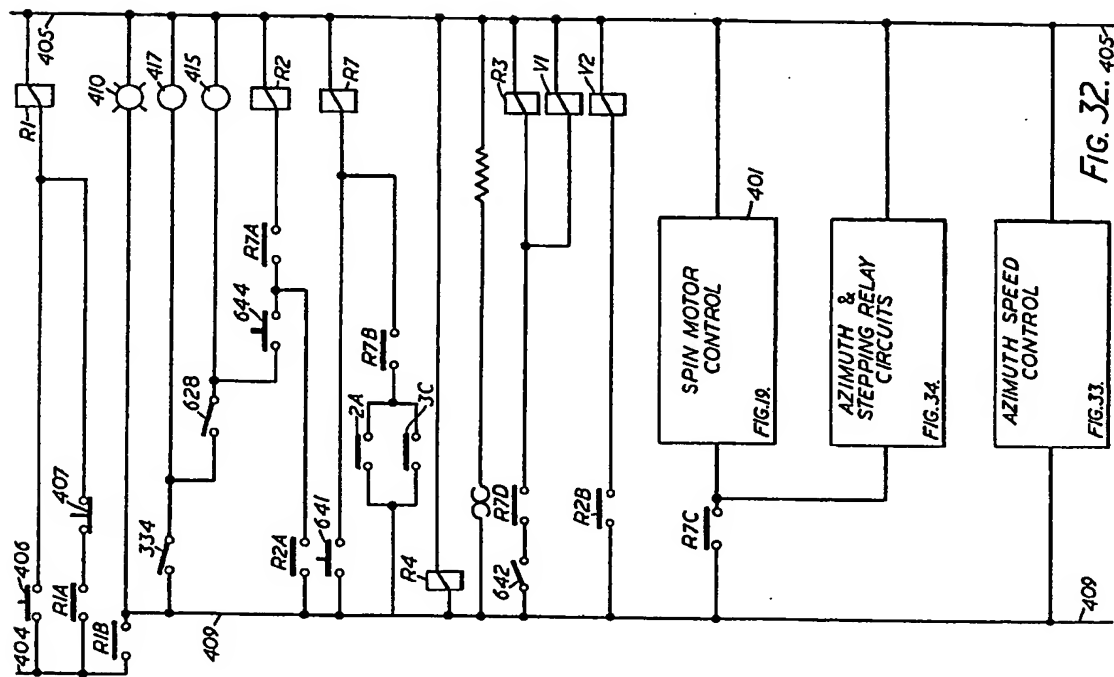 405
R1
410
417
415
R2
R7
R3
V1
V2
405
FIG. 32.
628
644
R7A
R7B
2A
3C
334
407
406
404
R1A
R1B
409
R2A
641
R4
642
R7D
R2B
R7C
401
SPIN MOTOR
CONTROL
FIG.19.
AZIMUTH &
STEPPING RELAY
CIRCUITS
FIG.34.
AZIMUTH SPEED
CONTROL
FIG.33.
409